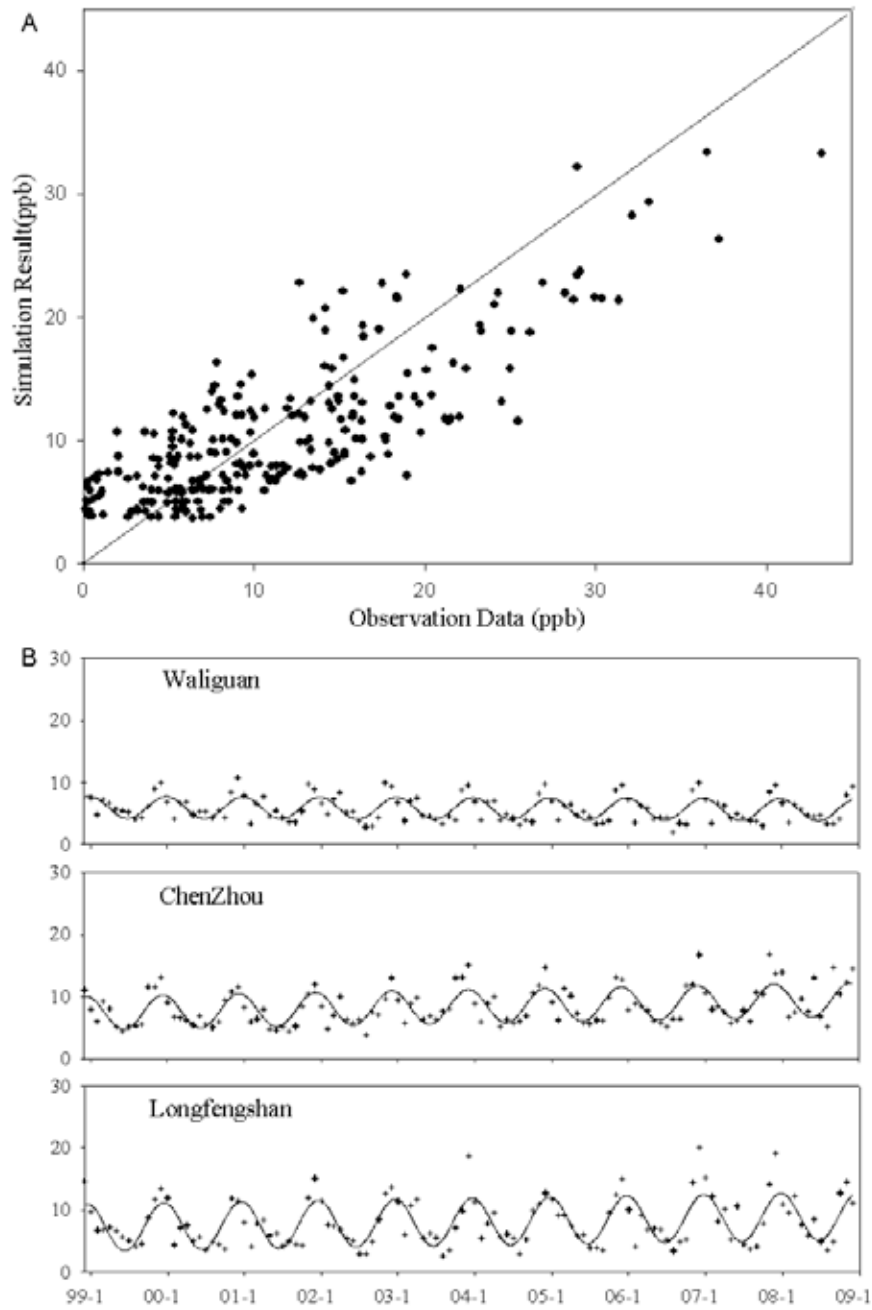 A
40
30
20
10
0
Simulation Result(ppb)
0 10 20 30 40
Observation Data (ppb)
B
30
20
10
0
Waliguan
30
20
10
0
ChenZhou
30
20
10
0
Longfengshan
99-1 00-1 01-1 02-1 03-1 04-1 05-1 06-1 07-1 08-1 09-1